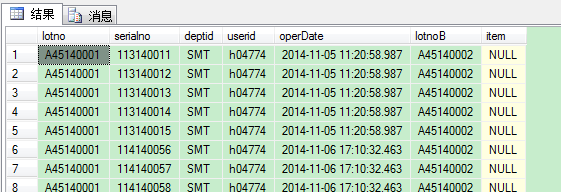 结果 消息
lotno serialno deptid userid operDate lotnoB item
1 A45140001 113140011 SMT h04774 2014-11-05 11:20:58.987 A45140002 NULL
2 A45140001 113140012 SMT h04774 2014-11-05 11:20:58.987 A45140002 NULL
3 A45140001 113140013 SMT h04774 2014-11-05 11:20:58.987 A45140002 NULL
4 A45140001 113140014 SMT h04774 2014-11-05 11:20:58.987 A45140002 NULL
5 A45140001 113140015 SMT h04774 2014-11-05 11:20:58.987 A45140002 NULL
6 A45140001 114140056 SMT h04774 2014-11-06 17:10:32.463 A45140002 NULL
7 A45140001 114140057 SMT h04774 2014-11-06 17:10:32.463 A45140002 NULL
8 A45140001 114140058 SMT h04774 2014-11-06 17:10:32.463 A45140002 NULL